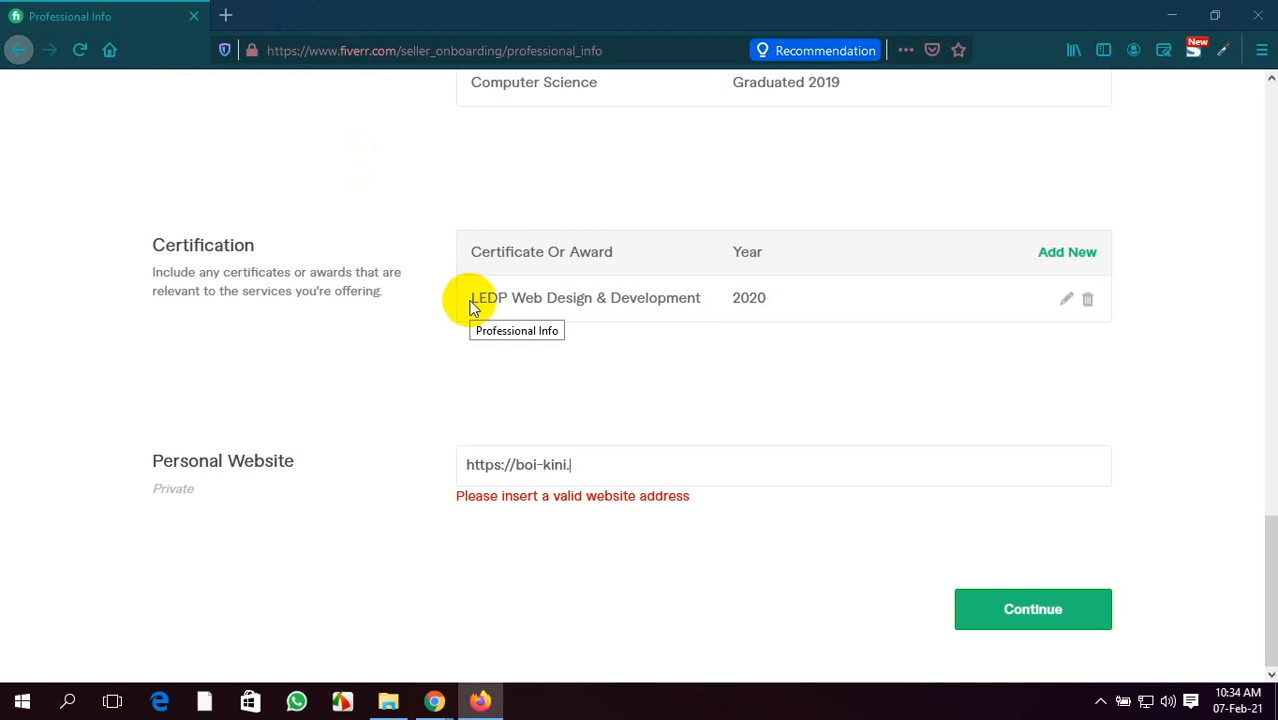 Professional Info
https://www.fiverr.com/seller_onboarding/professional_info
Recommendation
New
Computer Science Graduated 2019
Certification
Include any certificates or awards that are
relevant to the services you're offering.
Certificate Or Award Year Add New
LEDP Web Design & Development 2020
Professional Info
Personal Website
Private
https://boi-kini.
Please insert a valid website address
Continue
10:34 AM
07-Feb-21